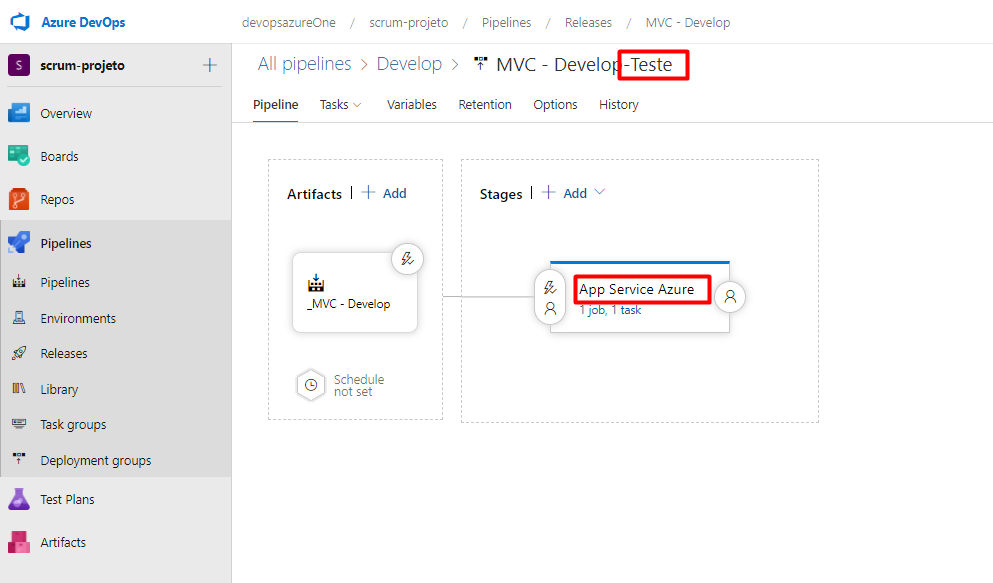 Azure DevOps
devopsazureOne / scrum-projeto / Pipelines / Releases / MVC - Develop
S scrum-projeto +
Overview
Boards
Repos
Pipelines
Pipelines
Environments
Releases
Library
Task groups
Deployment groups
Test Plans
Artifacts
All pipelines > Develop > MVC - Develop-Teste
Pipeline Tasks Variables Retention Options History
Artifacts | + Add
_MVC - Develop
Schedule
not set
Stages | + Add
App Service Azure
1 job, 1 task